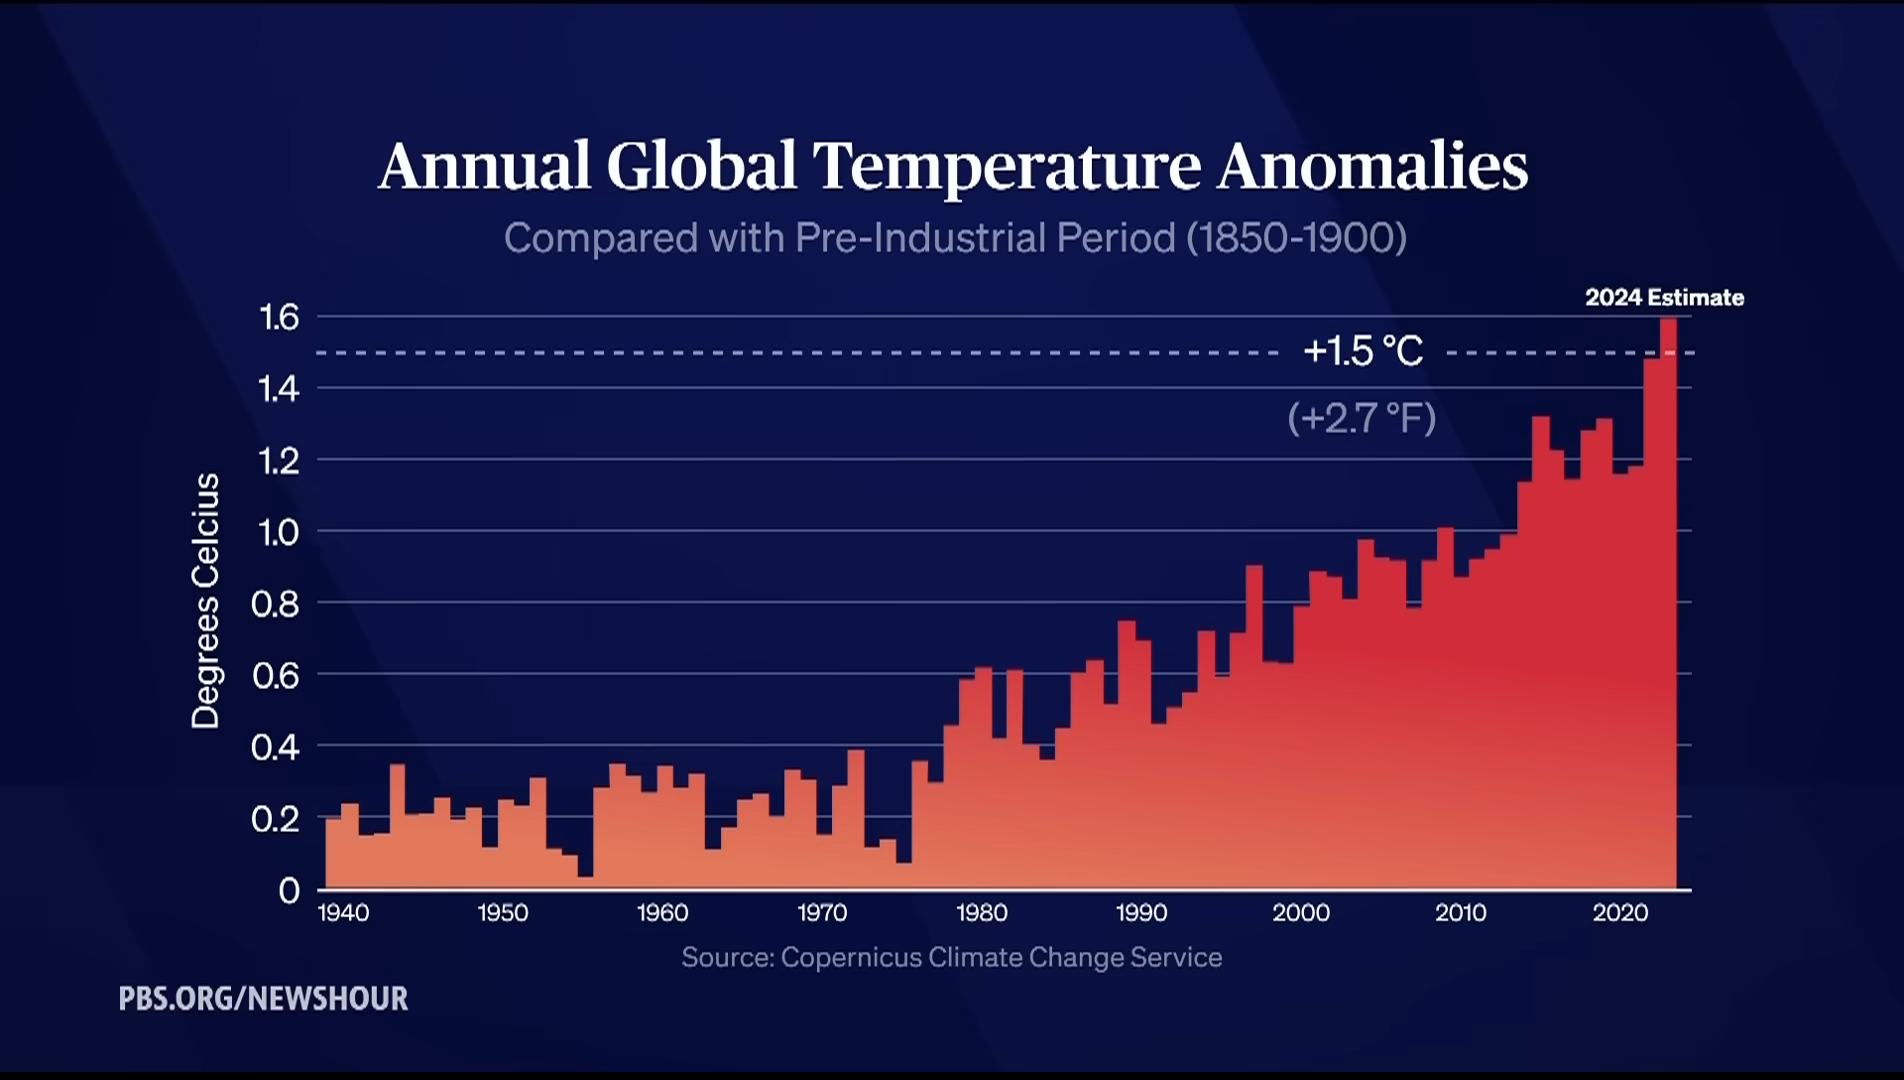 Annual Global Temperature Anomalies
Compared with Pre-Industrial Period (1850-1900)
2024 Estimate
1.6
+1.5 °C
1.4
(+2.7 °F)
1.2
1.0
0.8
0.6
0.4
0.2
0
Degrees Celcius
1940 1950 1960 1970 1980 1990 2000 2010 2020
Source: Copernicus Climate Change Service
PBS.ORG/NEWSHOUR